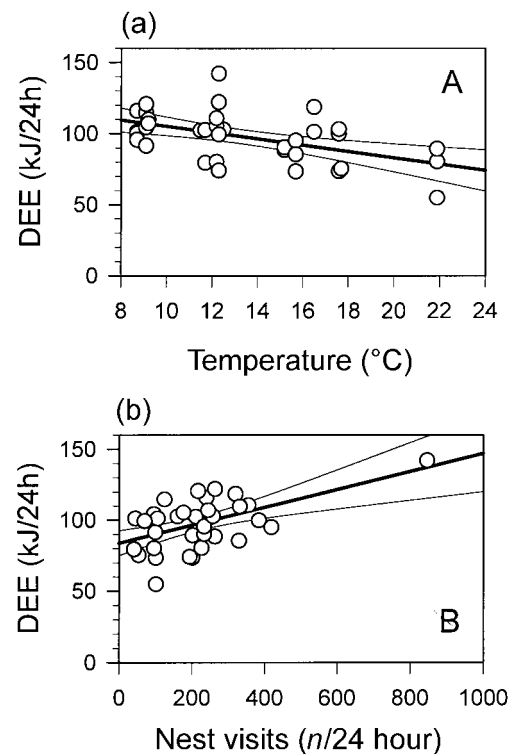 (a)
150
A
100
50
0
DEE (kJ/24h)
8 10 12 14 16 18 20 22 24
Temperature (°C)
(b)
150
100
50
B
0
DEE (kJ/24h)
0 200 400 600 800 1000
Nest visits (n/24 hour)